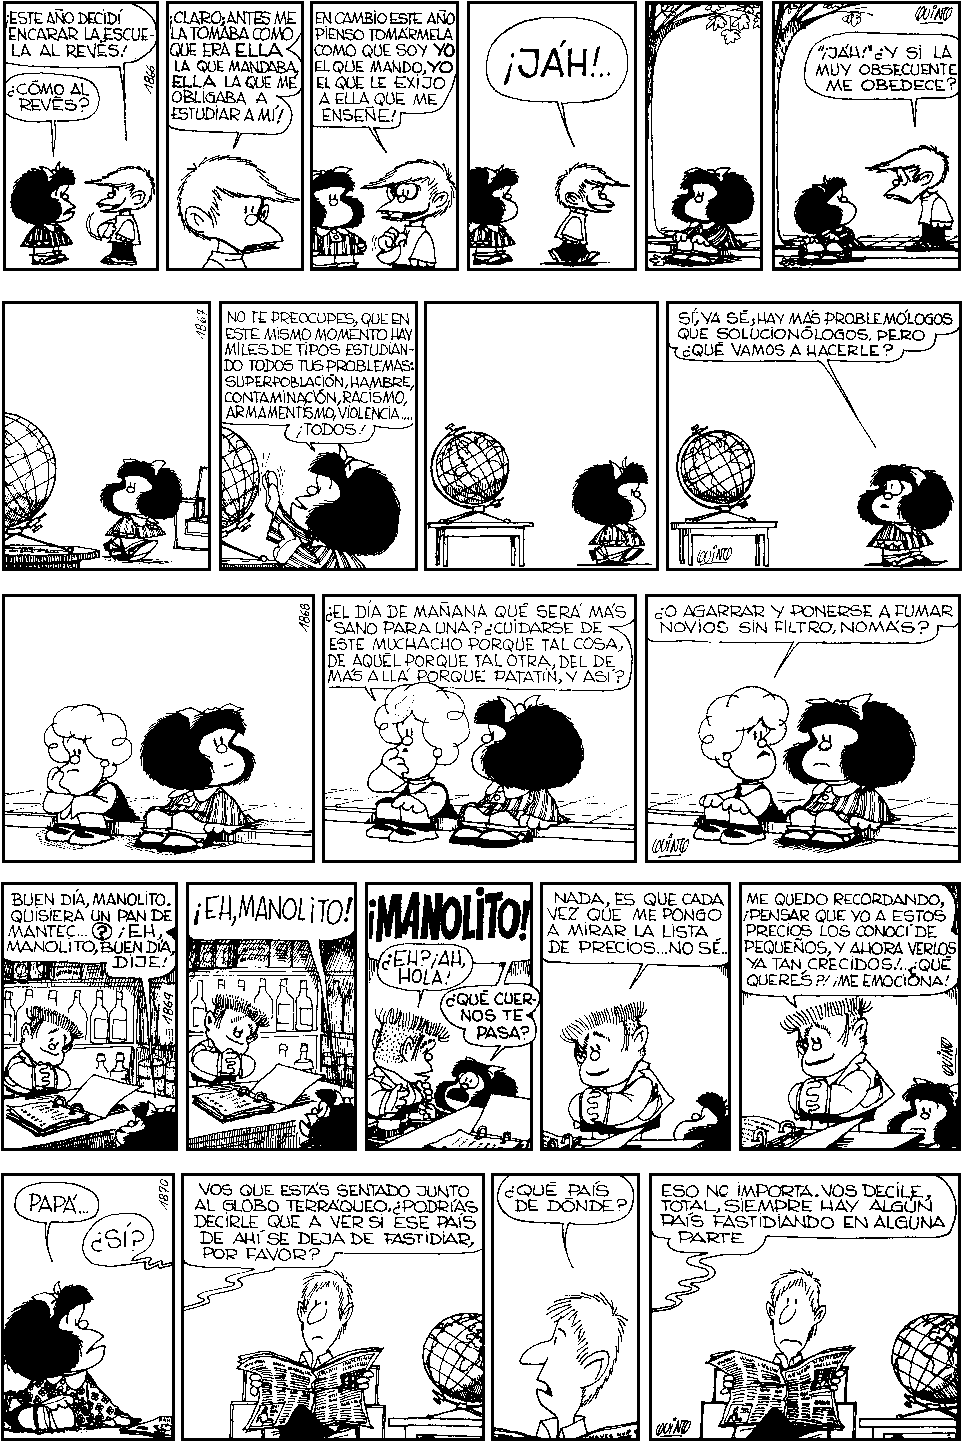 ¡ESTE AÑO DECIDÍ
ENCARAR LA ESCUE-
LA AL REVÉS!
¿CÓMO AL
REVÉS?
1866
¡CLARO; ANTES ME
LA TOMABA COMO
QUE ERA ELLA
LA QUE MANDABA,
ELLA LA QUE ME
OBLIGABA A
ESTUDIAR A MÍ!
EN CAMBIO ESTE AÑO
PIENSO TOMÁRMELA
COMO QUE SOY YO
EL QUE MANDO, YO
EL QUE LE EXIJO
A ELLA QUE ME
ENSEÑE!
¡JÁH!..
QUINO
"¡JÁH!" ¿Y SI LA
MUY OBSECUENTE
ME OBEDECE?
1867
NO TE PREOCUPES, QUE EN
ESTE MISMO MOMENTO HAY
MILES DE TIPOS ESTUDIAN-
DO TODOS TUS PROBLEMAS:
SUPERPOBLACIÓN, HAMBRE,
CONTAMINACIÓN, RACISMO,
ARMAMENTISMO, VIOLENCIA....
¡TODOS!
SÍ, YA SÉ; HAY MÁS PROBLEMÓLOGOS
QUE SOLUCIONÓLOGOS, PERO
¿QUÉ VAMOS A HACERLE?
QUINO
1868
¿EL DÍA DE MAÑANA QUÉ SERÁ MÁS
SANO PARA UNA? ¿CUIDARSE DE
ESTE MUCHACHO PORQUE TAL COSA,
DE AQUÉL PORQUE TAL OTRA, DEL DE
MÁS ALLÁ PORQUE PATATÍN, Y ASÍ?
¿O AGARRAR Y PONERSE A FUMAR
NOVIOS SIN FILTRO, NOMÁS?
QUINO
BUEN DÍA, MANOLITO.
QUISIERA UN PAN DE
MANTEC...? ¡EH,
MANOLITO, BUEN DÍA,
DIJE!
1869
¡EH, MANOLITO!
¡MANOLITO!
¿EH? ¡AH,
HOLA!
¿QUÉ CUER-
NOS TE
PASA?
NADA, ES QUE CADA
VEZ QUE ME PONGO
A MIRAR LA LISTA
DE PRECIOS...NO SÉ..
ME QUEDO RECORDANDO,
¡PENSAR QUE YO A ESTOS
PRECIOS LOS CONOCÍ DE
PEQUEÑOS, Y AHORA VERLOS
YA TAN CRECIDOS!..¿QUÉ
QUERÉS?! ¡ME EMOCIONA!
QUINO
PAPÁ...
¿SÍ?
1870
VOS QUE ESTÁS SENTADO JUNTO
AL GLOBO TERRÁQUEO.¿PODRÍAS
DECIRLE QUE A VER SI ESE PAÍS
DE AHÍ SE DEJA DE FASTIDIAR,
POR FAVOR?
¿QUÉ PAÍS
DE DÓNDE?
ESO NO IMPORTA. VOS DECILE,
TOTAL, SIEMPRE HAY ALGÚN
PAÍS FASTIDIANDO EN ALGUNA
PARTE
QUINO